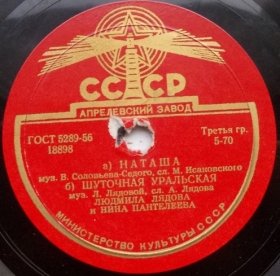 СССР
АПРЕЛЕВСКИЙ ЗАВОД
ГОСТ 5289-56
18898
Третья гр.
5-70
а) НАТАША
муз. В. Соловьева-Седого, сл. М. Исаковского
б) ШУТОЧНАЯ УРАЛЬСКАЯ
муз. Л. Лядовой, сл. А. Лядова
ЛЮДМИЛА ЛЯДОВА
и НИНА ПАНТЕЛЕЕВА
МИНИСТЕРСТВО КУЛЬТУРЫ СССР